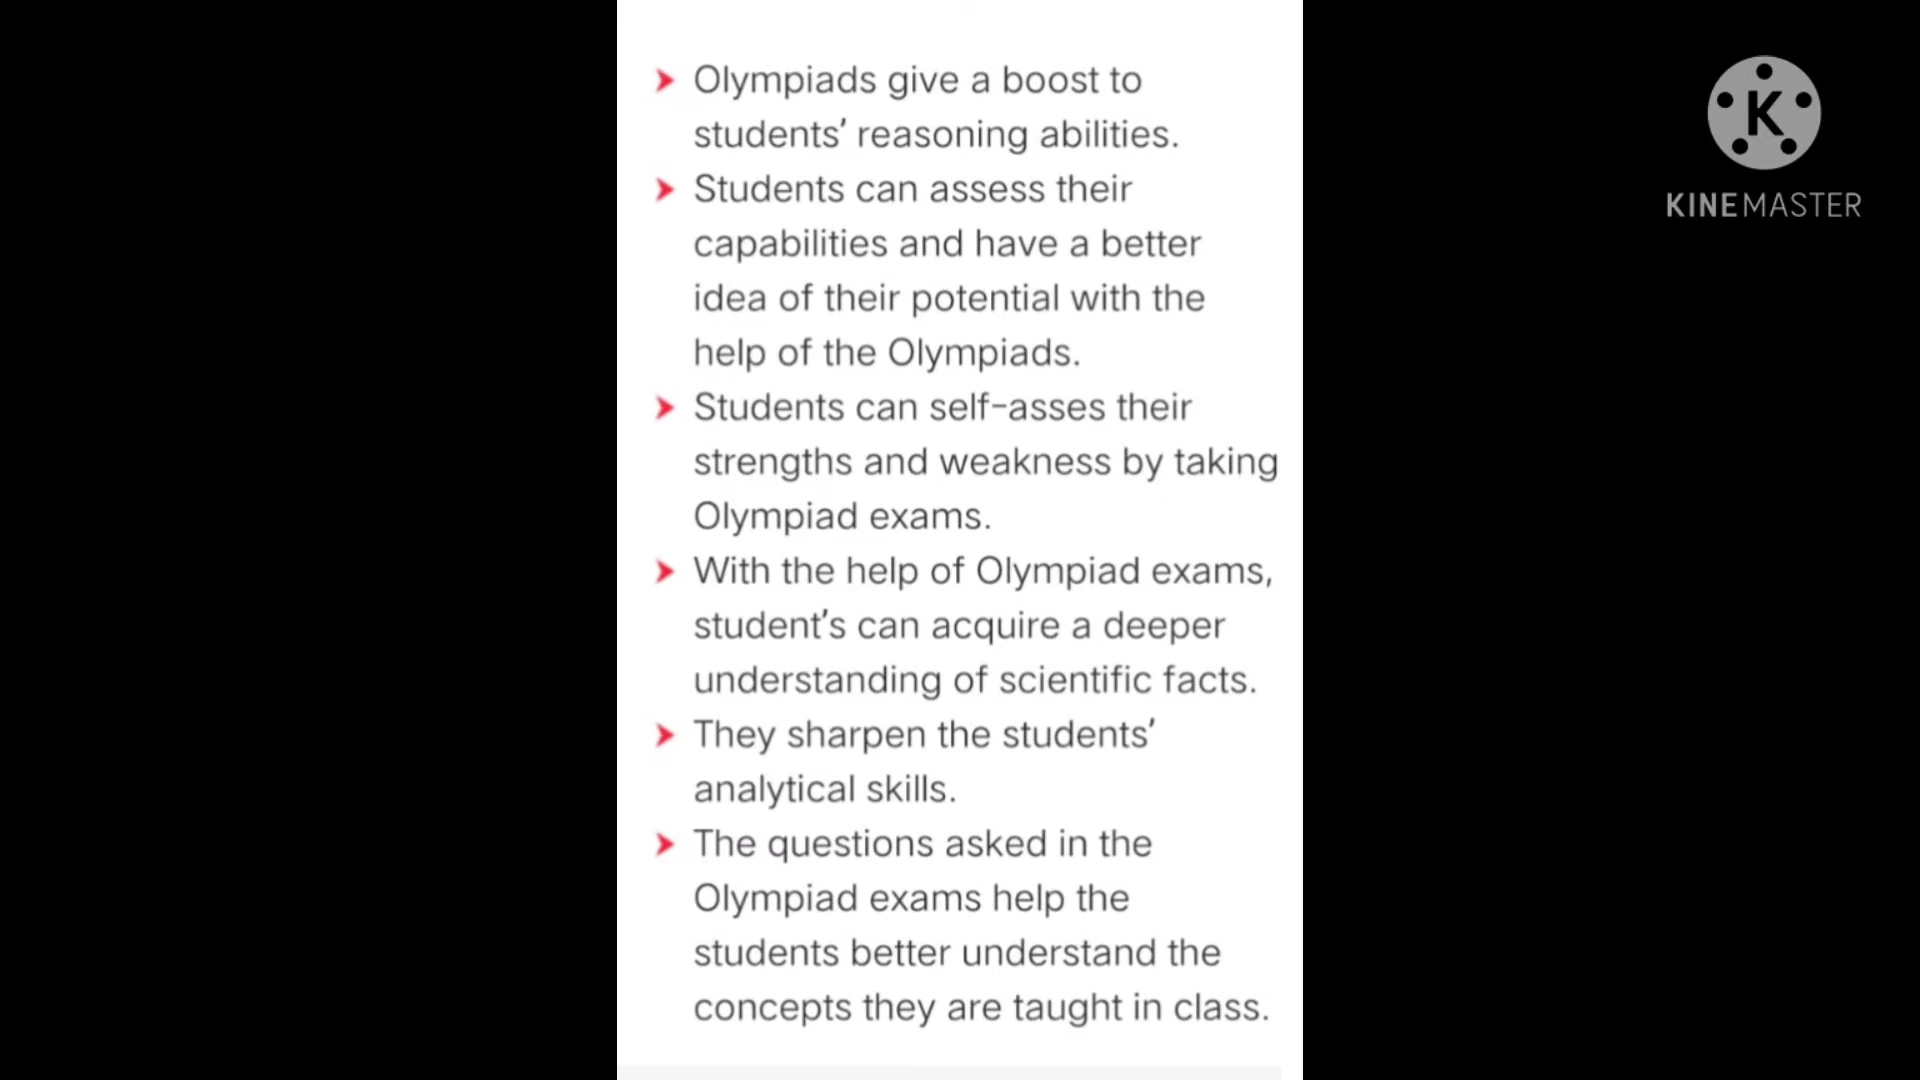 Olympiads give a boost to
students' reasoning abilities.
Students can assess their
capabilities and have a better
idea of their potential with the
help of the Olympiads.
Students can self-asses their
strengths and weakness by taking
Olympiad exams.
With the help of Olympiad exams,
student's can acquire a deeper
understanding of scientific facts.
They sharpen the students'
analytical skills.
The questions asked in the
Olympiad exams help the
students better understand the
concepts they are taught in class.
K
KINEMASTER